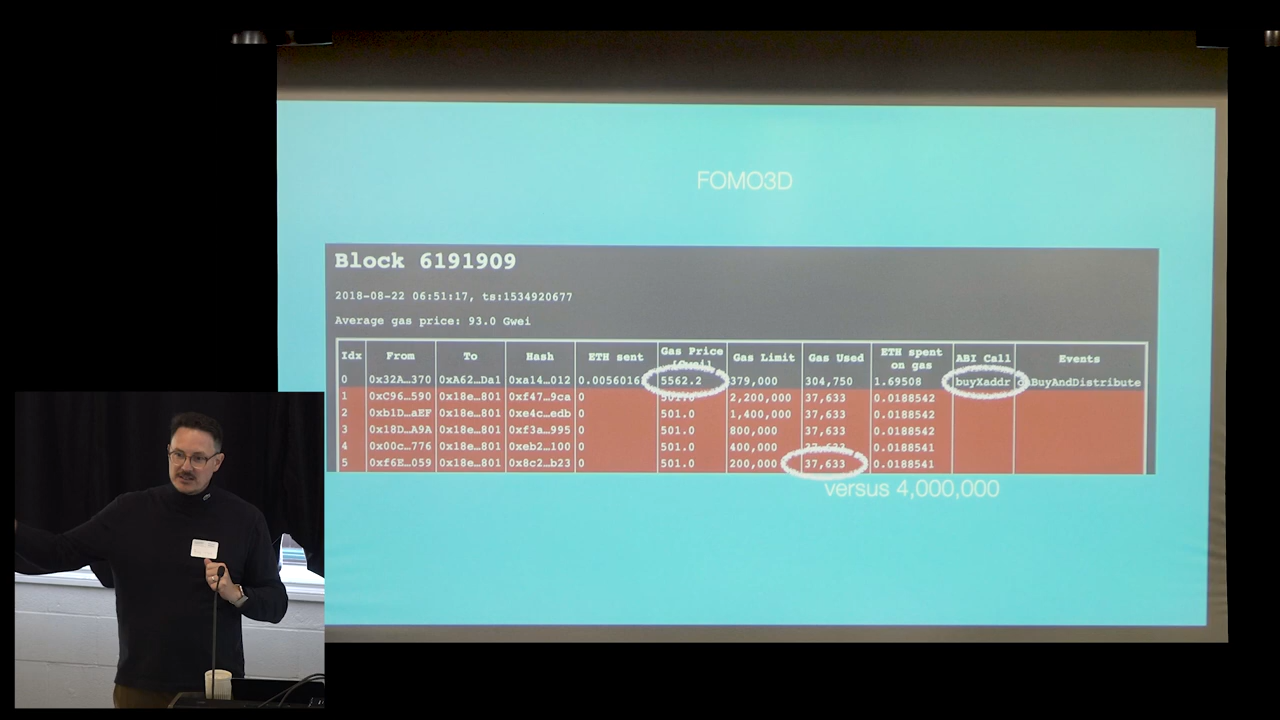 FOMO3D
Block 6191909
2018-08-22 06:51:17, ts:1534920677
Average gas price: 93.0 Gwei
Idx From To Hash ETH sent Gas Price (Gwei) Gas Limit Gas Used ETH spent on gas ABI Call Events
0 0x32A…370 0xA62…Da1 0xa14…012 0.0056016 5562.2 379,000 304,750 1.69508 buyXaddr BuyAndDistribute
1 0xC96…590 0x18e…801 0xf47…9ca 0 501.0 2,200,000 37,633 0.0188542
2 0xb1D…aEF 0x18e…801 0xe4c…edb 0 501.0 1,400,000 37,633 0.0188542
3 0x18D…A9A 0x18e…801 0xf3a…995 0 501.0 800,000 37,633 0.0188542
4 0x00c…776 0x18e…801 0xeb2…100 0 501.0 400,000 37,633 0.0188541
5 0xf6E…059 0x18e…801 0x8c2…b23 0 501.0 200,000 37,633 0.0188541
versus 4,000,000